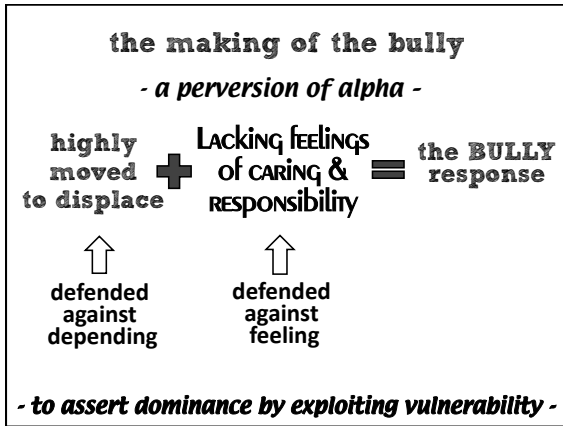 the making of the bully
- a perversion of alpha -
highly
moved
to displace
+
Lacking feelings
of caring &
responsibility
=
the BULLY
response
defended
against
depending
defended
against
feeling
- to assert dominance by exploiting vulnerability -